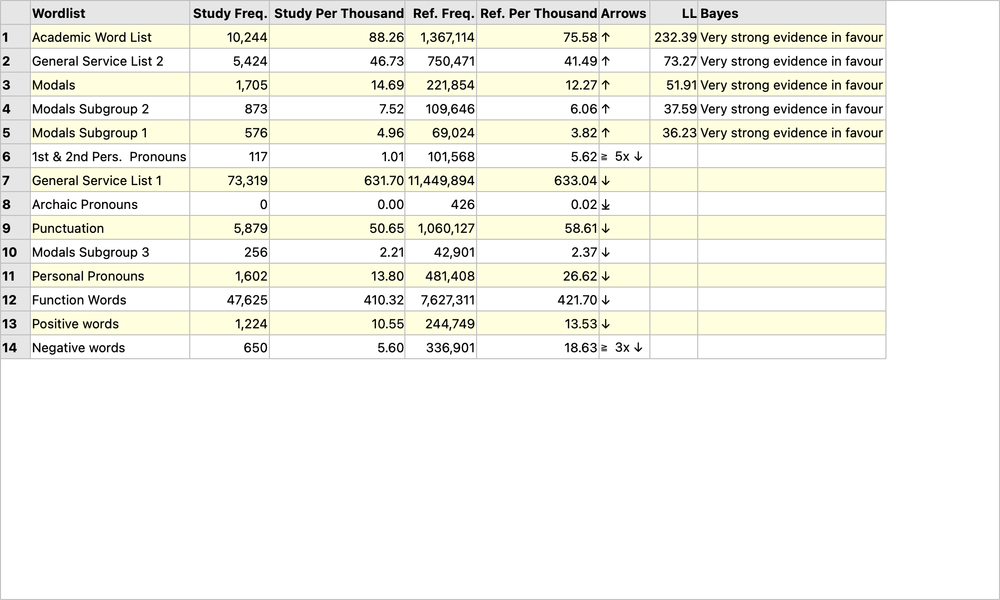 Wordlist Study Freq. Study Per Thousand Ref. Freq. Ref. Per Thousand Arrows LL Bayes
1 Academic Word List 10,244 88.26 1,367,114 75.58 ↑ 232.39 Very strong evidence in favour
2 General Service List 2 5,424 46.73 750,471 41.49 ↑ 73.27 Very strong evidence in favour
3 Modals 1,705 14.69 221,854 12.27 ↑ 51.91 Very strong evidence in favour
4 Modals Subgroup 2 873 7.52 109,646 6.06 ↑ 37.59 Very strong evidence in favour
5 Modals Subgroup 1 576 4.96 69,024 3.82 ↑ 36.23 Very strong evidence in favour
6 1st & 2nd Pers.  Pronouns 117 1.01 101,568 5.62 ≧ 5x ↓
7 General Service List 1 73,319 631.70 11,449,894 633.04 ↓
8 Archaic Pronouns 0 0.00 426 0.02 ↓
9 Punctuation 5,879 50.65 1,060,127 58.61 ↓
10 Modals Subgroup 3 256 2.21 42,901 2.37 ↓
11 Personal Pronouns 1,602 13.80 481,408 26.62 ↓
12 Function Words 47,625 410.32 7,627,311 421.70 ↓
13 Positive words 1,224 10.55 244,749 13.53 ↓
14 Negative words 650 5.60 336,901 18.63 ≧ 3x ↓